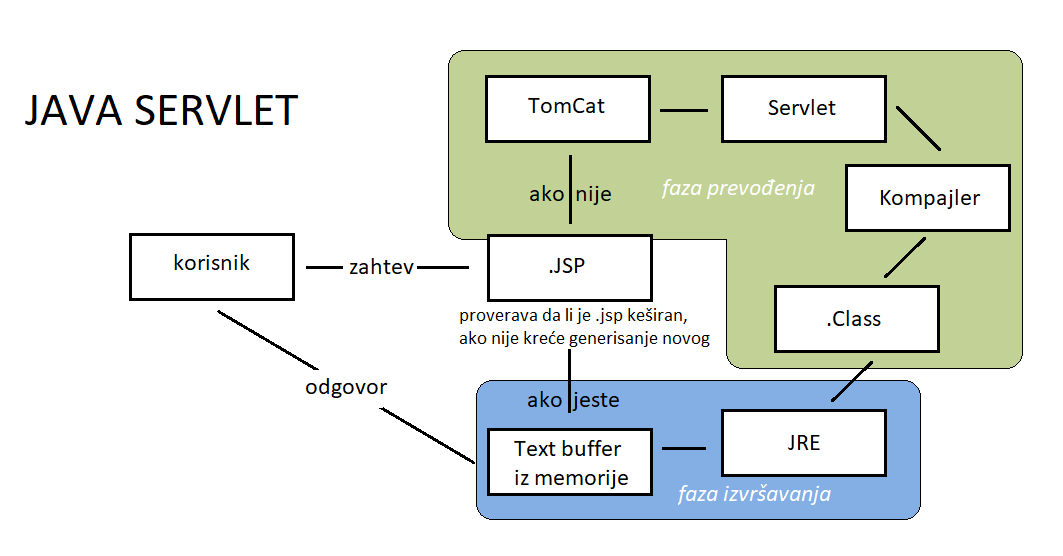 JAVA SERVLET
TomCat
Servlet
ako nije
faza prevođenja
Kompajler
korisnik
zahtev
.JSP
proverava da li je .jsp keširan,
ako nije kreće generisanje novog
.Class
odgovor
ako jeste
Text buffer
iz memorije
JRE
faza izvršavanja